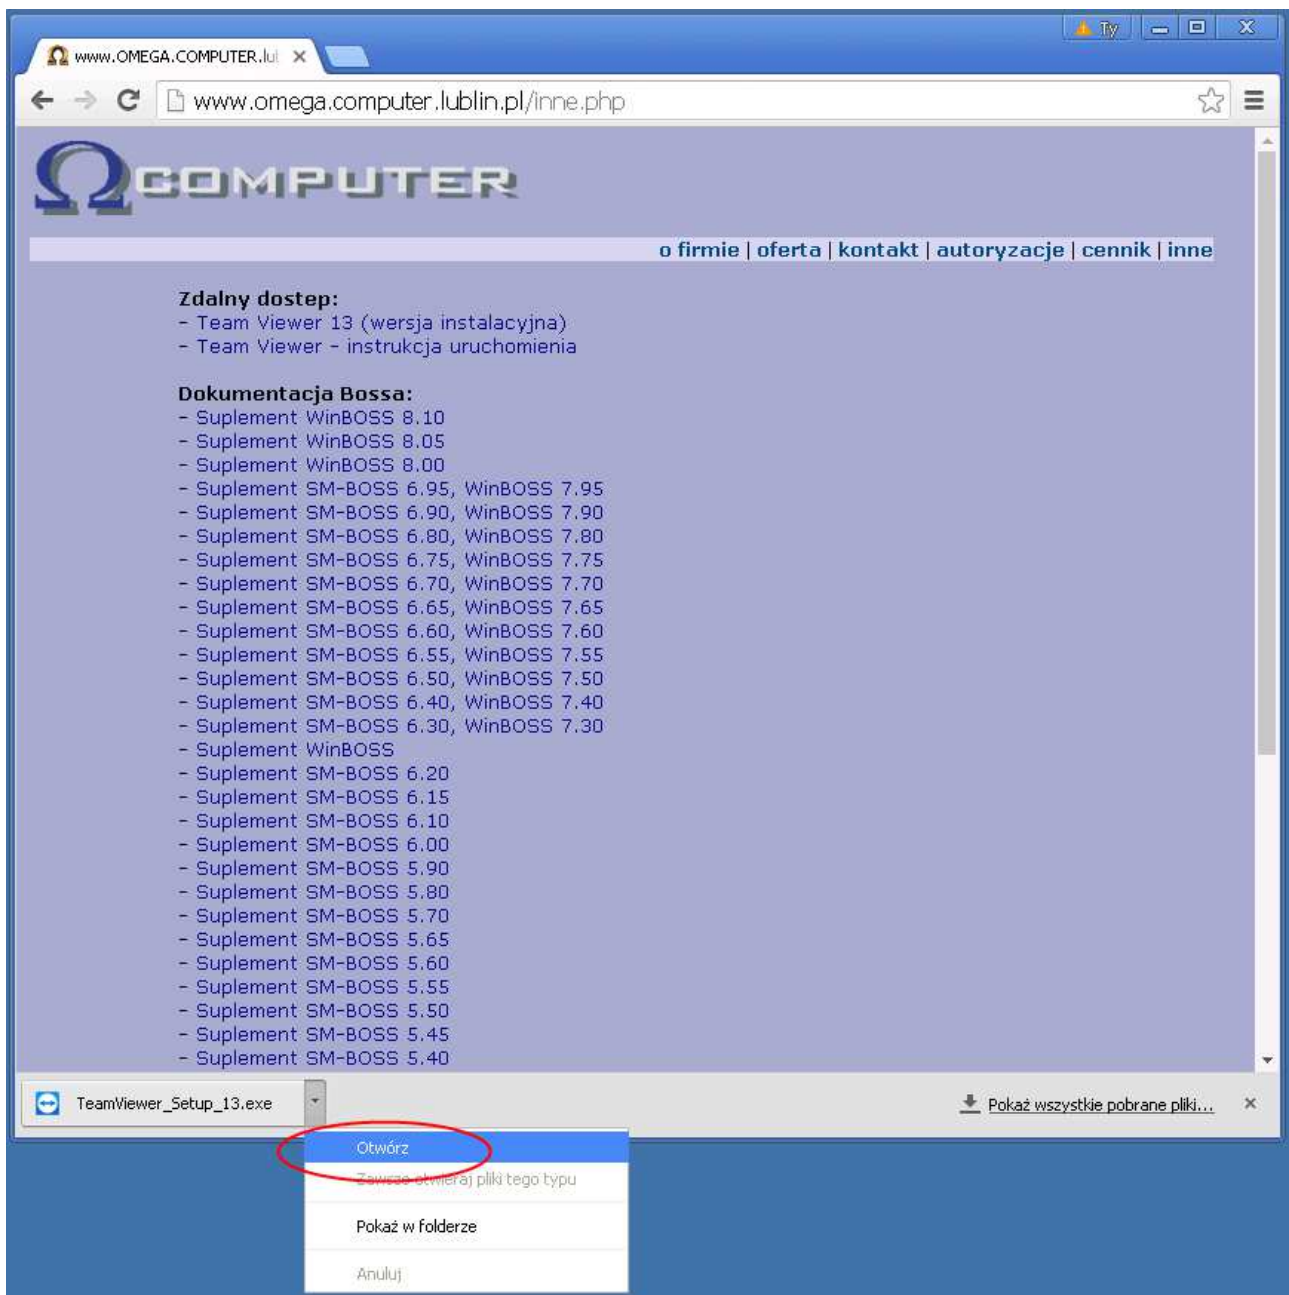 Ty
www.OMEGA.COMPUTER.lul
www.omega.computer.lublin.pl/inne.php
ΩCOMPUTER
o firmie | oferta | kontakt | autoryzacje | cennik | inne
Zdalny dostep:
- Team Viewer 13 (wersja instalacyjna)
- Team Viewer - instrukcja uruchomienia
Dokumentacja Bossa:
- Suplement WinBOSS 8.10
- Suplement WinBOSS 8.05
- Suplement WinBOSS 8.00
- Suplement SM-BOSS 6.95, WinBOSS 7.95
- Suplement SM-BOSS 6.90, WinBOSS 7.90
- Suplement SM-BOSS 6.80, WinBOSS 7.80
- Suplement SM-BOSS 6.75, WinBOSS 7.75
- Suplement SM-BOSS 6.70, WinBOSS 7.70
- Suplement SM-BOSS 6.65, WinBOSS 7.65
- Suplement SM-BOSS 6.60, WinBOSS 7.60
- Suplement SM-BOSS 6.55, WinBOSS 7.55
- Suplement SM-BOSS 6.50, WinBOSS 7.50
- Suplement SM-BOSS 6.40, WinBOSS 7.40
- Suplement SM-BOSS 6.30, WinBOSS 7.30
- Suplement WinBOSS
- Suplement SM-BOSS 6.20
- Suplement SM-BOSS 6.15
- Suplement SM-BOSS 6.10
- Suplement SM-BOSS 6.00
- Suplement SM-BOSS 5.90
- Suplement SM-BOSS 5.80
- Suplement SM-BOSS 5.70
- Suplement SM-BOSS 5.65
- Suplement SM-BOSS 5.60
- Suplement SM-BOSS 5.55
- Suplement SM-BOSS 5.50
- Suplement SM-BOSS 5.45
- Suplement SM-BOSS 5.40
TeamViewer_Setup_13.exe
Pokaż wszystkie pobrane pliki...
Otwórz
Zawsze otwieraj pliki tego typu
Pokaż w folderze
Anuluj